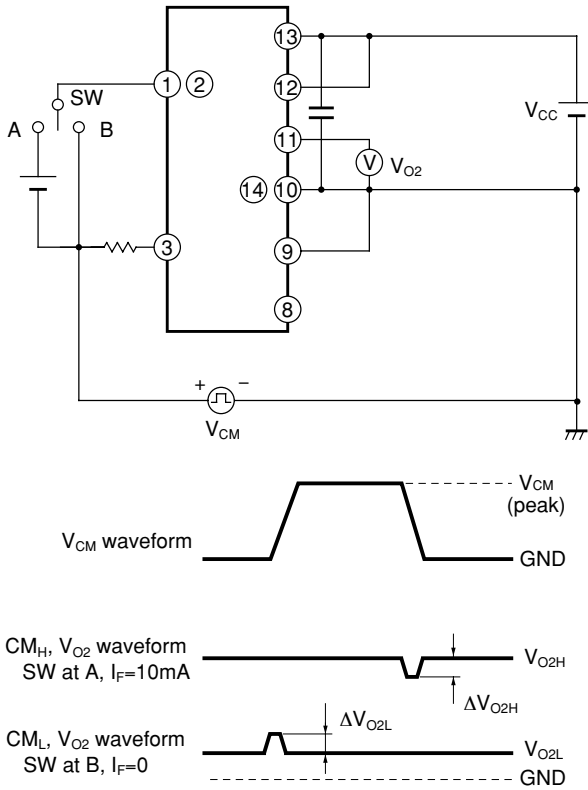 13
1 2
SW
12
A
B
V_CC
11
V
V_O2
14 10
3
9
8
+ −
V_CM
V_CM
(peak)
V_CM waveform
GND
CM_H, V_O2 waveform
V_O2H
SW at A, I_F=10mA
ΔV_O2H
ΔV_O2L
CM_L, V_O2 waveform
V_O2L
SW at B, I_F=0
GND